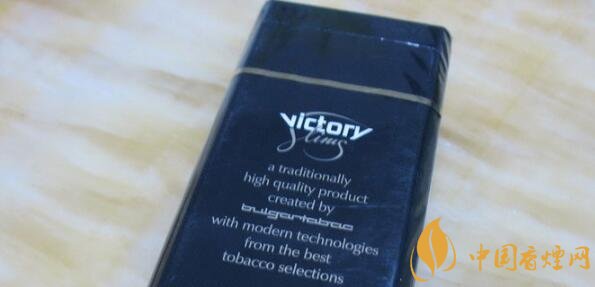 victory
slims
a traditionally
high quality product
created by
bulgartabac
with modern technologies
from the best
tobacco selections
中国香煙网